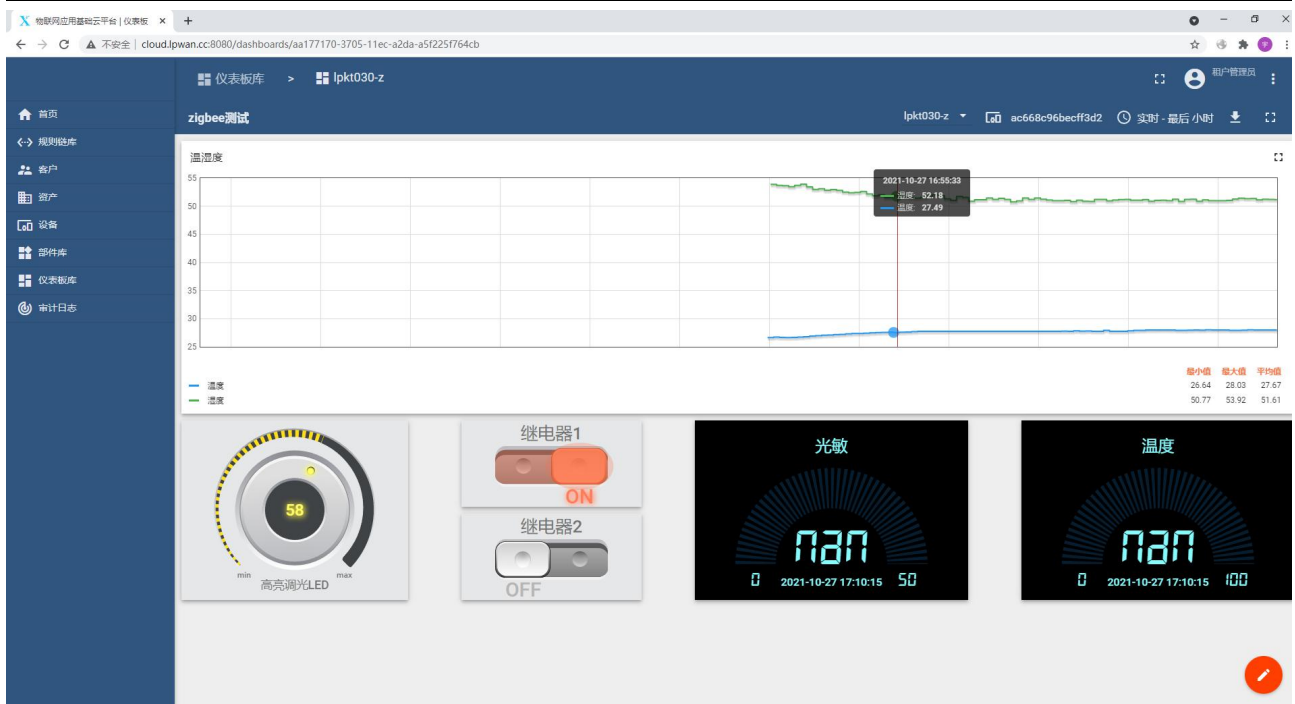 物联网应用基础云平台 | 仪表板
不安全 | cloud.lpwan.cc:8080/dashboards/aa177170-3705-11ec-a2da-a5f225f764cb
仪表板库 > lpkt030-z
租户管理员
首页
规则链库
客户
资产
设备
部件库
仪表板库
审计日志
zigbee测试
lpkt030-z
ac668c96becff3d2
实时 - 最后 小时
温湿度
55
50
45
40
35
30
25
2021-10-27 16:55:33
湿度: 52.18
温度: 27.49
最小值 最大值 平均值
温度 26.64 28.03 27.67
湿度 50.77 53.92 51.61
58
min max
高亮调光LED
继电器1
ON
继电器2
OFF
光敏
nan
0 2021-10-27 17:10:15 50
温度
nan
0 2021-10-27 17:10:15 100